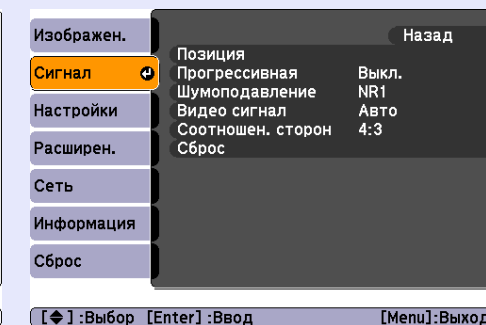 Изображен.
Сигнал
Настройки
Расширен.
Сеть
Информация
Сброс
Назад
Позиция
Прогрессивная Выкл.
Шумоподавление NR1
Видео сигнал Авто
Соотношен. сторон 4:3
Сброс
[◆] :Выбор [Enter] :Ввод [Menu]:Выход